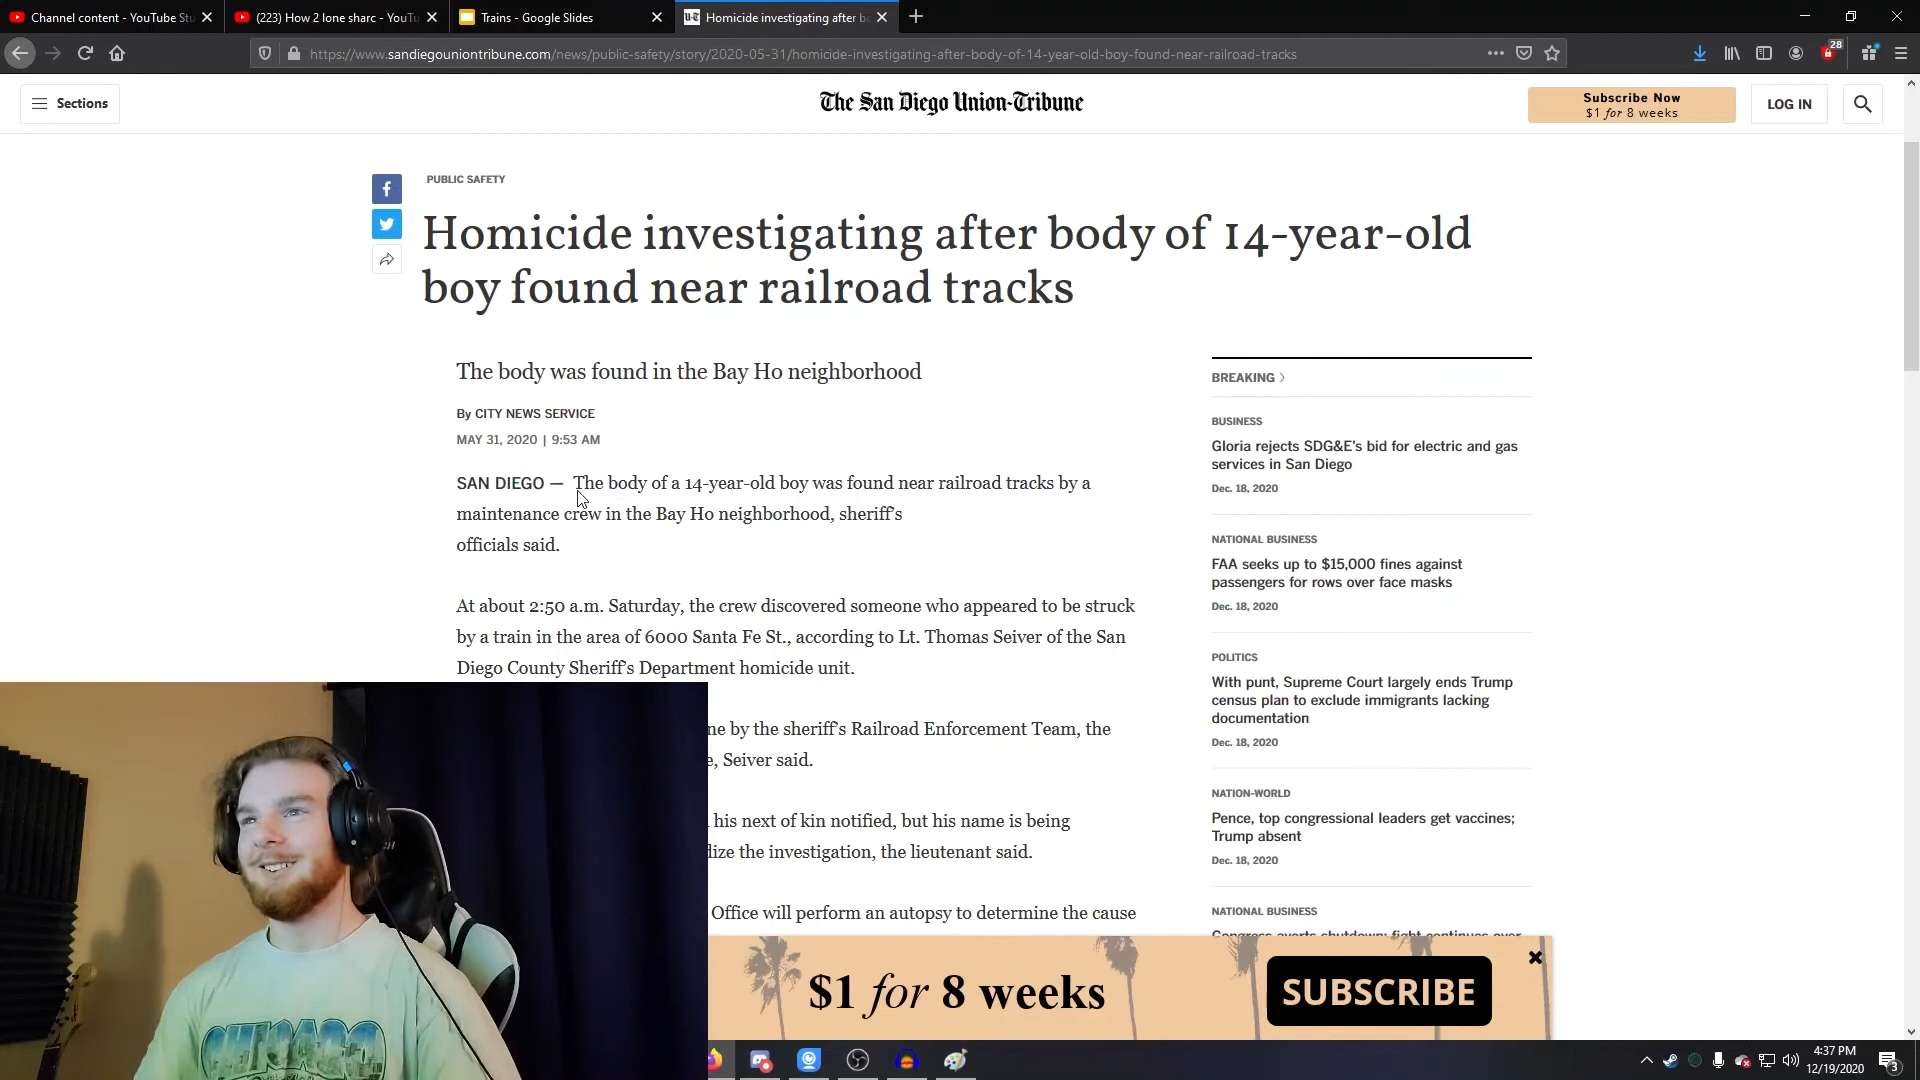 Channel content - YouTube Stu
(223) How 2 lone sharc - YouTu
Trains - Google Slides
Homicide investigating after bo
https://www.sandiegouniontribune.com/news/public-safety/story/2020-05-31/homicide-investigating-after-body-of-14-year-old-boy-found-near-railroad-tracks
28
Sections
The San Diego Union-Tribune
Subscribe Now
$1 for 8 weeks
LOG IN
PUBLIC SAFETY
Homicide investigating after body of 14-year-old
boy found near railroad tracks
The body was found in the Bay Ho neighborhood
By CITY NEWS SERVICE
MAY 31, 2020 | 9:53 AM
SAN DIEGO — The body of a 14-year-old boy was found near railroad tracks by a
maintenance crew in the Bay Ho neighborhood, sheriff's
officials said.
At about 2:50 a.m. Saturday, the crew discovered someone who appeared to be struck
by a train in the area of 6000 Santa Fe St., according to Lt. Thomas Seiver of the San
Diego County Sheriff's Department homicide unit.
ne by the sheriff's Railroad Enforcement Team, the
e, Seiver said.
his next of kin notified, but his name is being
dize the investigation, the lieutenant said.
Office will perform an autopsy to determine the cause
BREAKING
BUSINESS
Gloria rejects SDG&E's bid for electric and gas
services in San Diego
Dec. 18, 2020
NATIONAL BUSINESS
FAA seeks up to $15,000 fines against
passengers for rows over face masks
Dec. 18, 2020
POLITICS
With punt, Supreme Court largely ends Trump
census plan to exclude immigrants lacking
documentation
Dec. 18, 2020
NATION-WORLD
Pence, top congressional leaders get vaccines;
Trump absent
Dec. 18, 2020
NATIONAL BUSINESS
Congress averts shutdown; fight continues over
$1 for 8 weeks
SUBSCRIBE
CHICAGO
4:37 PM
12/19/2020
3